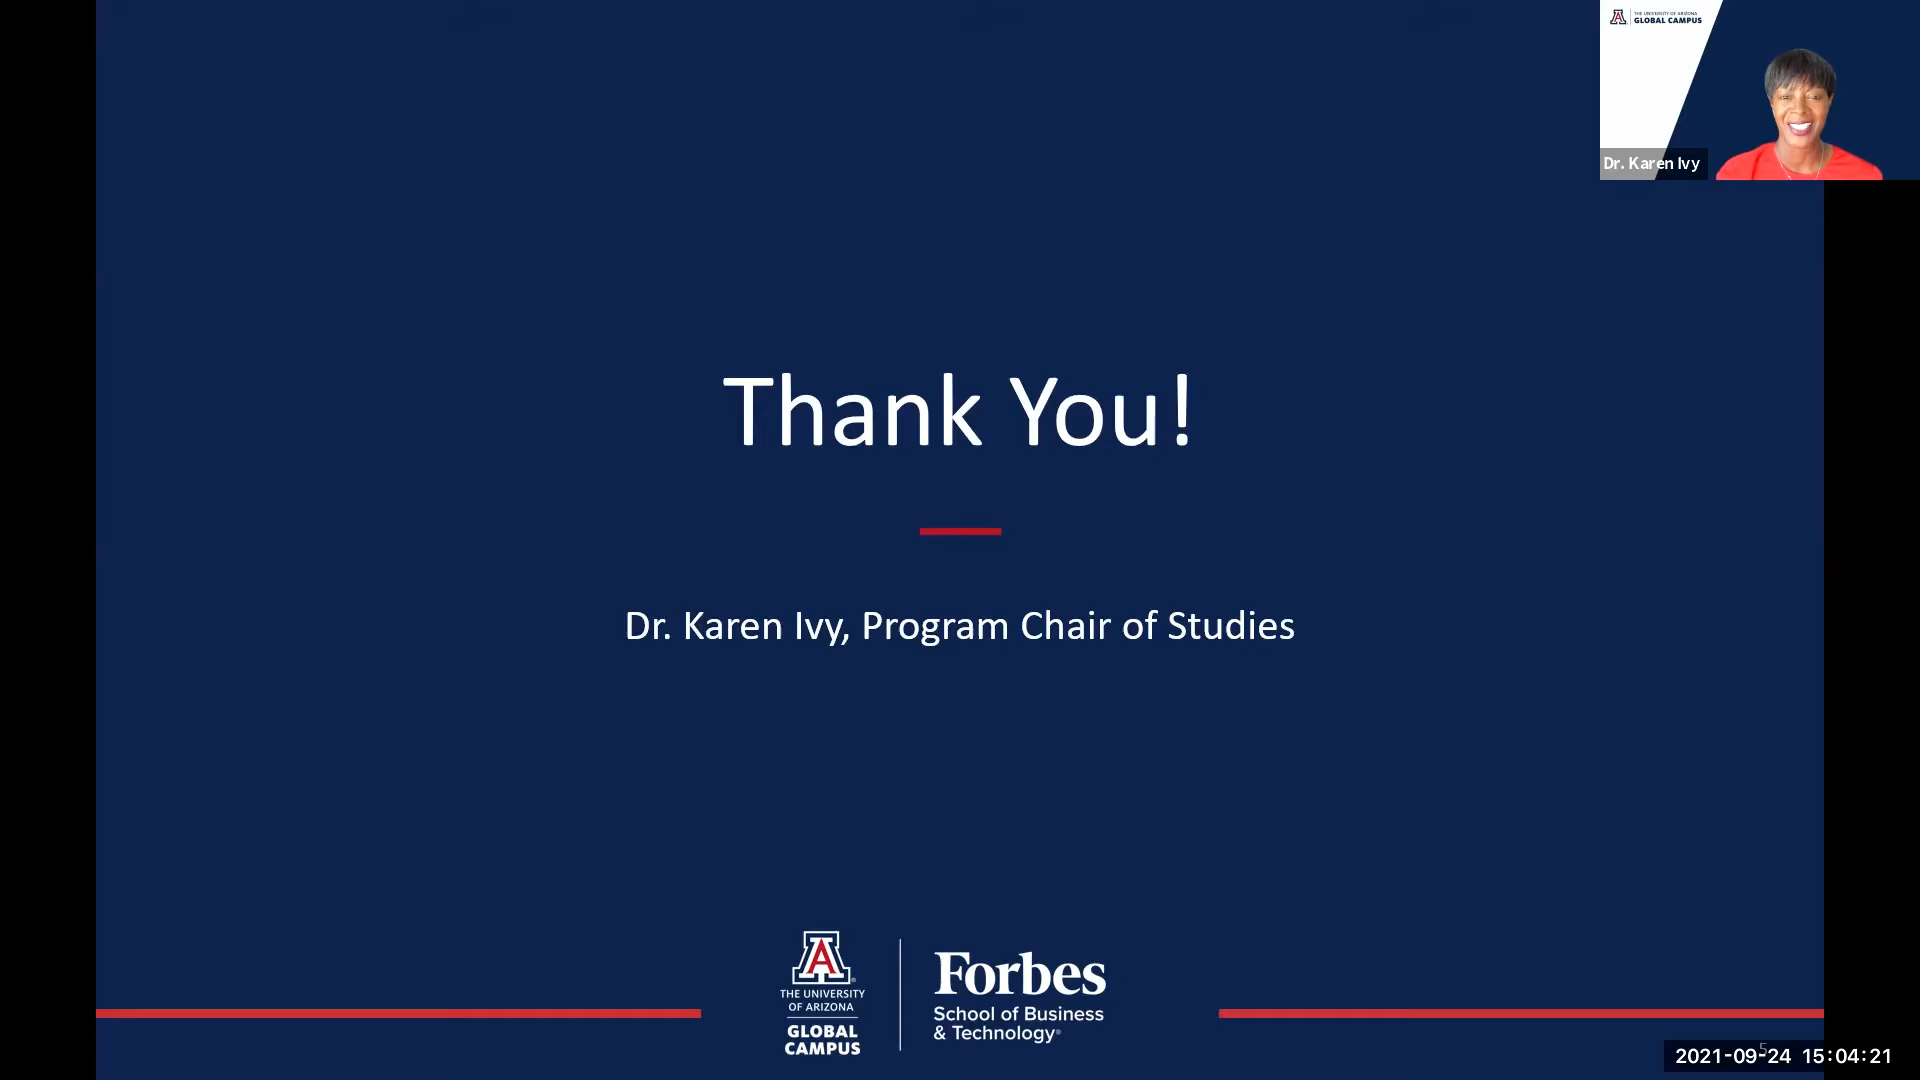 THE UNIVERSITY OF ARIZONA
GLOBAL CAMPUS
Dr. Karen Ivy
Thank You!
Dr. Karen Ivy, Program Chair of Studies
A
THE UNIVERSITY
OF ARIZONA
GLOBAL
CAMPUS
Forbes
School of Business
& Technology®
5
2021-09-24 15:04:21